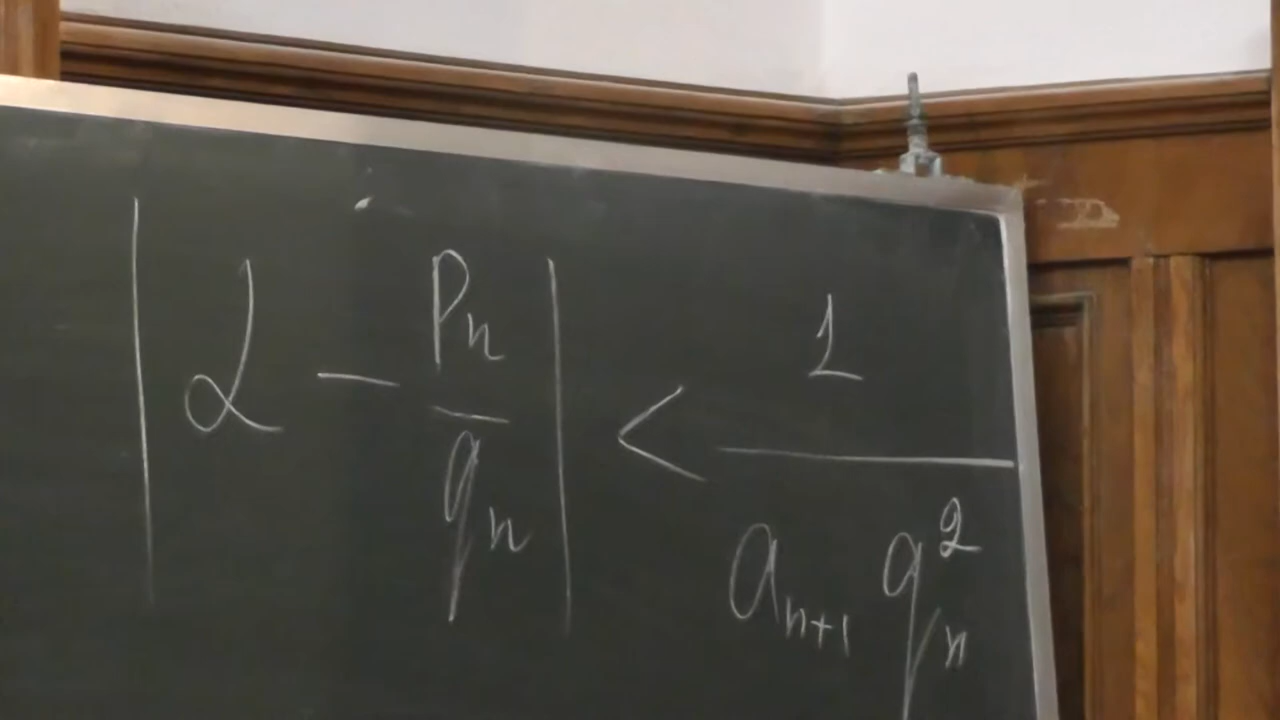 | α − pₙ/qₙ | < 1/(aₙ₊₁ qₙ²)